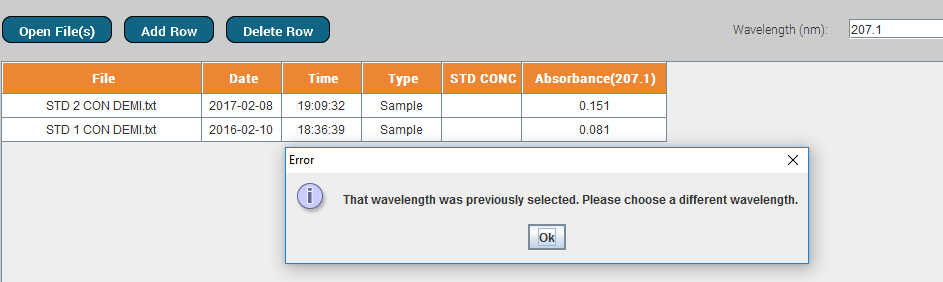 Open File(s) Add Row Delete Row Wavelength (nm): 207.1
File Date Time Type STD CONC Absorbance(207.1)
STD 2 CON DEMI.txt 2017-02-08 19:09:32 Sample 0.151
STD 1 CON DEMI.txt 2016-02-10 18:36:39 Sample 0.081
Error
That wavelength was previously selected. Please choose a different wavelength.
Ok